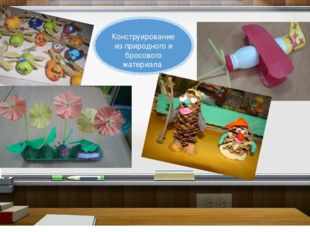 Конструирование
из природного и
бросового
материала